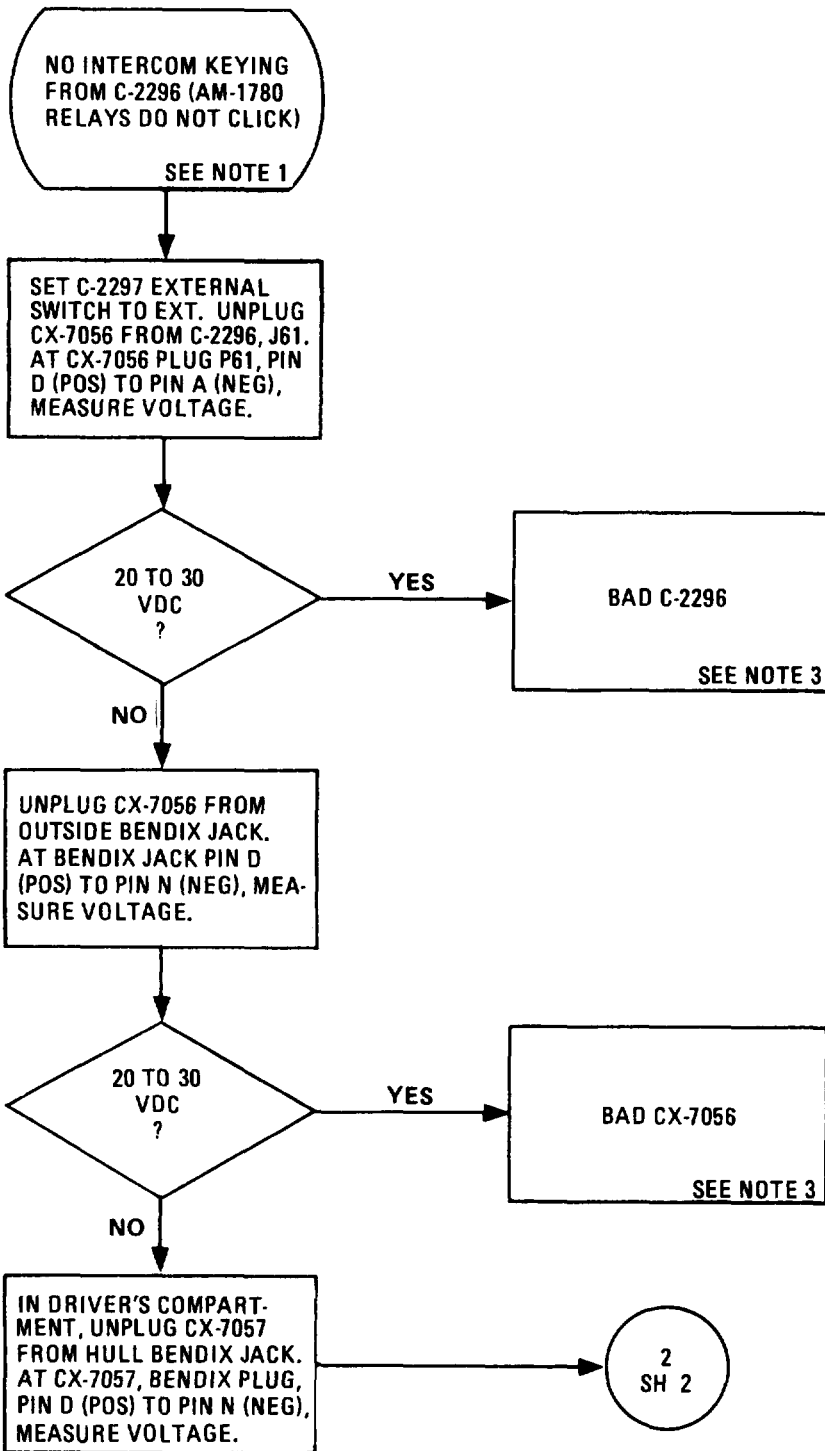 NO INTERCOM KEYING
FROM C-2296 (AM-1780
RELAYS DO NOT CLICK)
SEE NOTE 1
SET C-2297 EXTERNAL
SWITCH TO EXT. UNPLUG
CX-7056 FROM C-2296, J61.
AT CX-7056 PLUG P61, PIN
D (POS) TO PIN A (NEG),
MEASURE VOLTAGE.
20 TO 30
VDC
?
YES
BAD C-2296
SEE NOTE 3
NO
UNPLUG CX-7056 FROM
OUTSIDE BENDIX JACK.
AT BENDIX JACK PIN D
(POS) TO PIN N (NEG), MEA-
SURE VOLTAGE.
20 TO 30
VDC
?
YES
BAD CX-7056
SEE NOTE 3
NO
IN DRIVER'S COMPART-
MENT, UNPLUG CX-7057
FROM HULL BENDIX JACK.
AT CX-7057, BENDIX PLUG,
PIN D (POS) TO PIN N (NEG),
MEASURE VOLTAGE.
2
SH 2